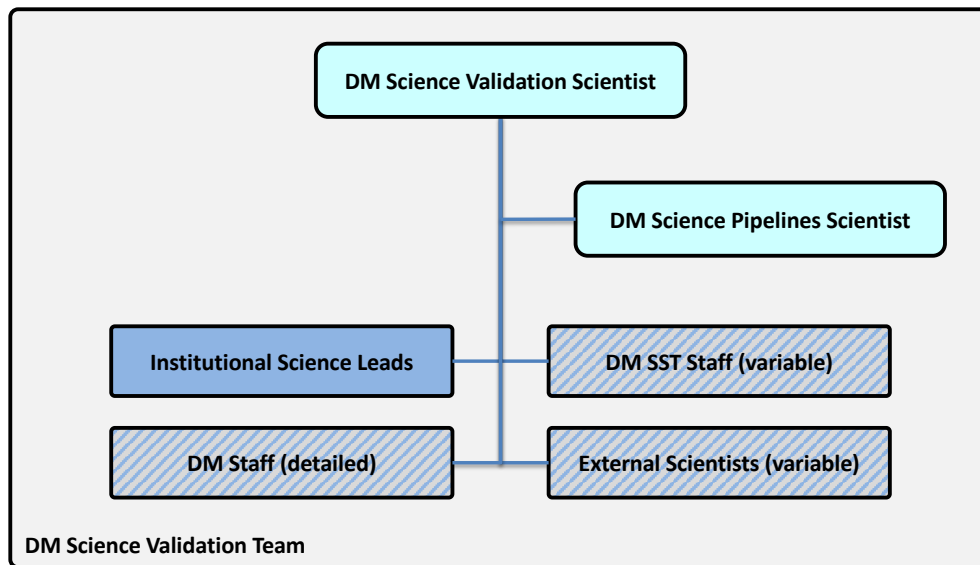 DM Science Validation Scientist
DM Science Pipelines Scientist
Institutional Science Leads
DM SST Staff (variable)
DM Staff (detailed)
External Scientists (variable)
DM Science Validation Team